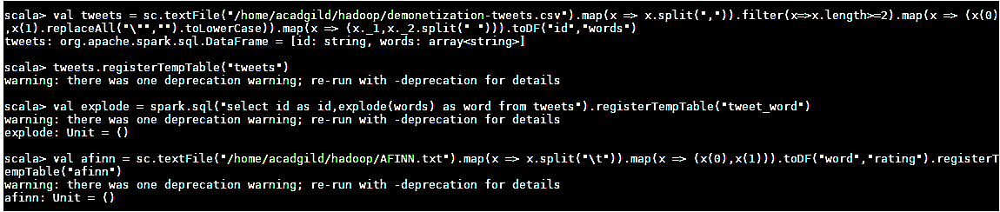 scala> val tweets = sc.textFile("/home/acadgild/hadoop/demonetization-tweets.csv").map(x => x.split(",")).filter(x=>x.length>=2).map(x => (x(0)
,x(1).replaceAll("\"","").toLowerCase)).map(x => (x._1,x._2.split(" "))).toDF("id","words")
tweets: org.apache.spark.sql.DataFrame = [id: string, words: array<string>]
scala> tweets.registerTempTable("tweets")
warning: there was one deprecation warning; re-run with -deprecation for details
scala> val explode = spark.sql("select id as id,explode(words) as word from tweets").registerTempTable("tweet_word")
warning: there was one deprecation warning; re-run with -deprecation for details
explode: Unit = ()
scala> val afinn = sc.textFile("/home/acadgild/hadoop/AFINN.txt").map(x => x.split("\t")).map(x => (x(0),x(1))).toDF("word","rating").registerT
empTable("afinn")
warning: there was one deprecation warning; re-run with -deprecation for details
afinn: Unit = ()